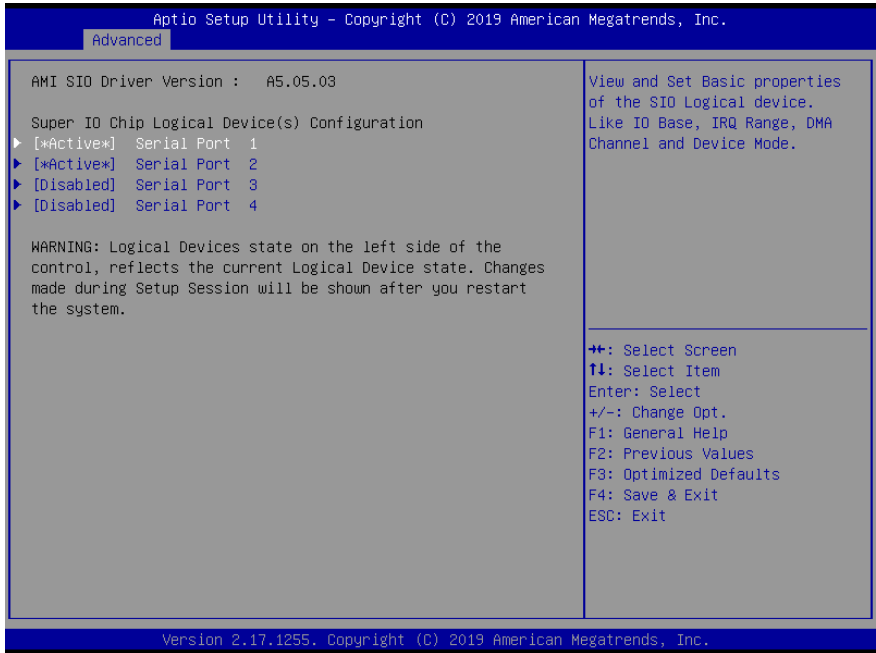 Aptio Setup Utility – Copyright (C) 2019 American Megatrends, Inc.
Advanced
AMI SIO Driver Version :   A5.05.03
Super IO Chip Logical Device(s) Configuration
▶ [*Active*]  Serial Port  1
▶ [*Active*]  Serial Port  2
▶ [Disabled]  Serial Port  3
▶ [Disabled]  Serial Port  4
WARNING: Logical Devices state on the left side of the
control, reflects the current Logical Device state. Changes
made during Setup Session will be shown after you restart
the system.
View and Set Basic properties
of the SIO Logical device.
Like IO Base, IRQ Range, DMA
Channel and Device Mode.
→←: Select Screen
↑↓: Select Item
Enter: Select
+/-: Change Opt.
F1: General Help
F2: Previous Values
F3: Optimized Defaults
F4: Save & Exit
ESC: Exit
Version 2.17.1255. Copyright (C) 2019 American Megatrends, Inc.